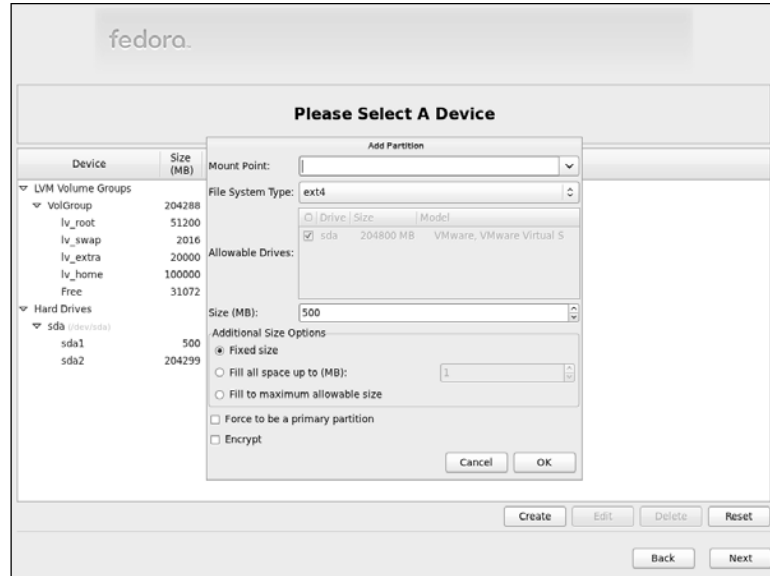 fedora.
Please Select A Device
Device
Size
(MB)
LVM Volume Groups
VolGroup 204288
lv_root 51200
lv_swap 2016
lv_extra 20000
lv_home 100000
Free 31072
Hard Drives
sda (/dev/sda)
sda1 500
sda2 204299
Add Partition
Mount Point:
File System Type: ext4
Allowable Drives:
Drive Size Model
sda 204800 MB VMware, VMware Virtual S
Size (MB): 500
Additional Size Options
Fixed size
Fill all space up to (MB): 1
Fill to maximum allowable size
Force to be a primary partition
Encrypt
Cancel OK
Create Edit Delete Reset
Back Next